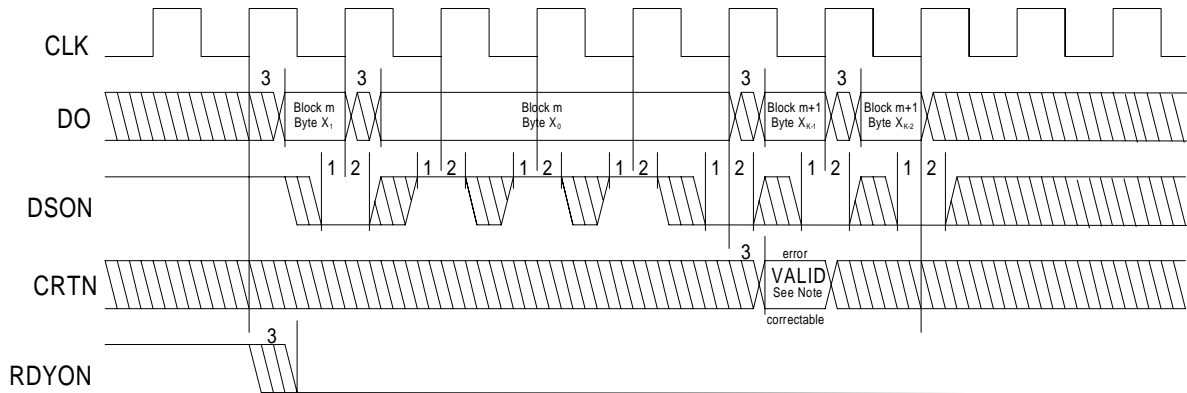 CLK
3 3 3 3
DO
Block m
Byte X₁
Block m
Byte X₀
Block m+1
Byte X_K-1
Block m+1
Byte X_K-2
1 2 1 2 1 2 1 2 1 2 1 2 1 2
DSON
3
error
CRTN
VALID
See Note
correctable
3
RDYON